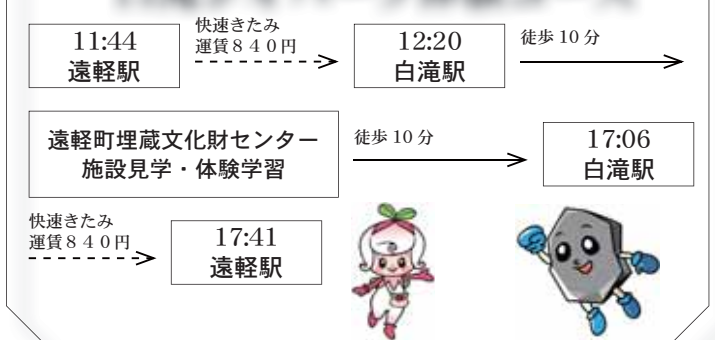 11:44
遠軽駅
快速きたみ
運賃８４０円
12:20
白滝駅
徒歩 10 分
遠軽町埋蔵文化財センター
施設見学・体験学習
徒歩 10 分
17:06
白滝駅
快速きたみ
運賃８４０円
17:41
遠軽駅